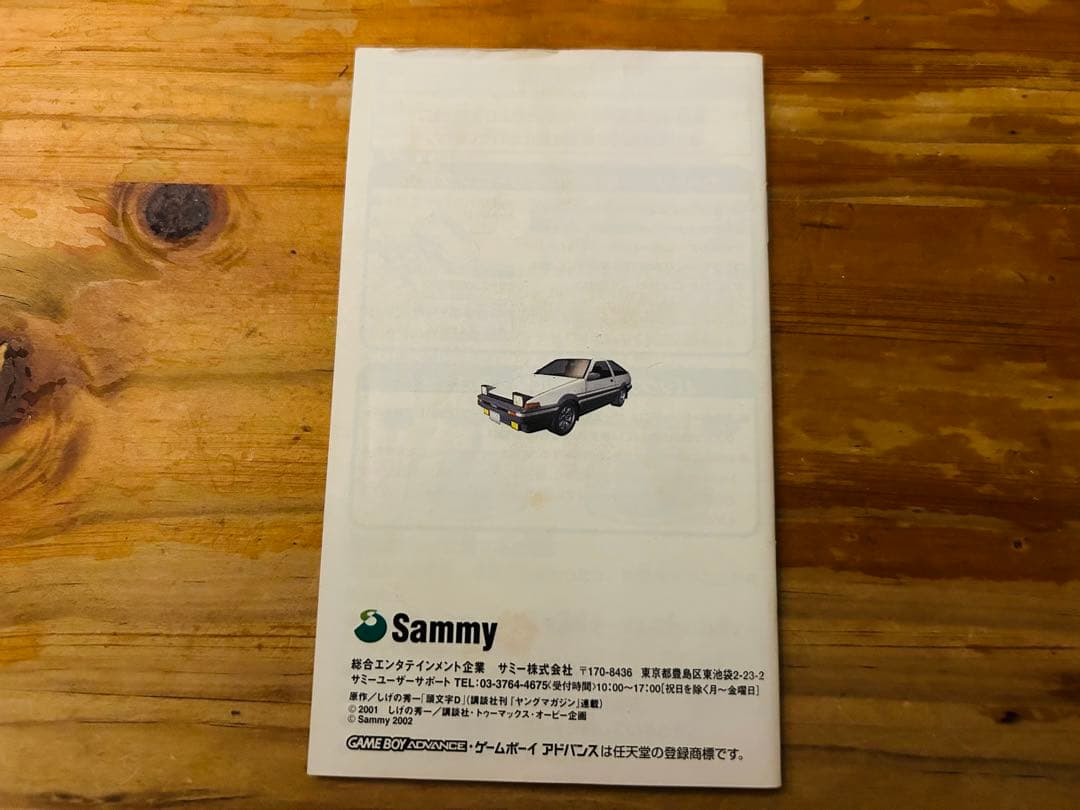 Sammy
総合エンタテインメント企業 サミー株式会社 〒170-8436 東京都豊島区東池袋2-23-2
サミーユーザーサポート TEL:03-3764-4675〈受付時間〉10:00〜17:00[祝日を除く月〜金曜日]
原作/しげの秀一「頭文字D」(講談社刊『ヤングマガジン』連載)
© 2001 しげの秀一/講談社・トゥーマックス・オービー企画
© Sammy 2002
GAME BOY ADVANCE・ゲームボーイ アドバンスは任天堂の登録商標です。